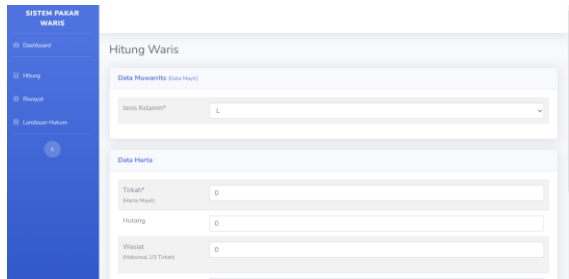 SISTEM PAKAR
WARIS
Dashboard
Hitung
Riwayat
Landasan Hukum
Hitung Waris
Data Muwarrits (Data Mayit)
Jenis Kelamin*
L
Data Harta
Tirkah*
(Harta Mayit)
0
Hutang
0
Wasiat
(Maksimal 1/3 Tirkah)
0